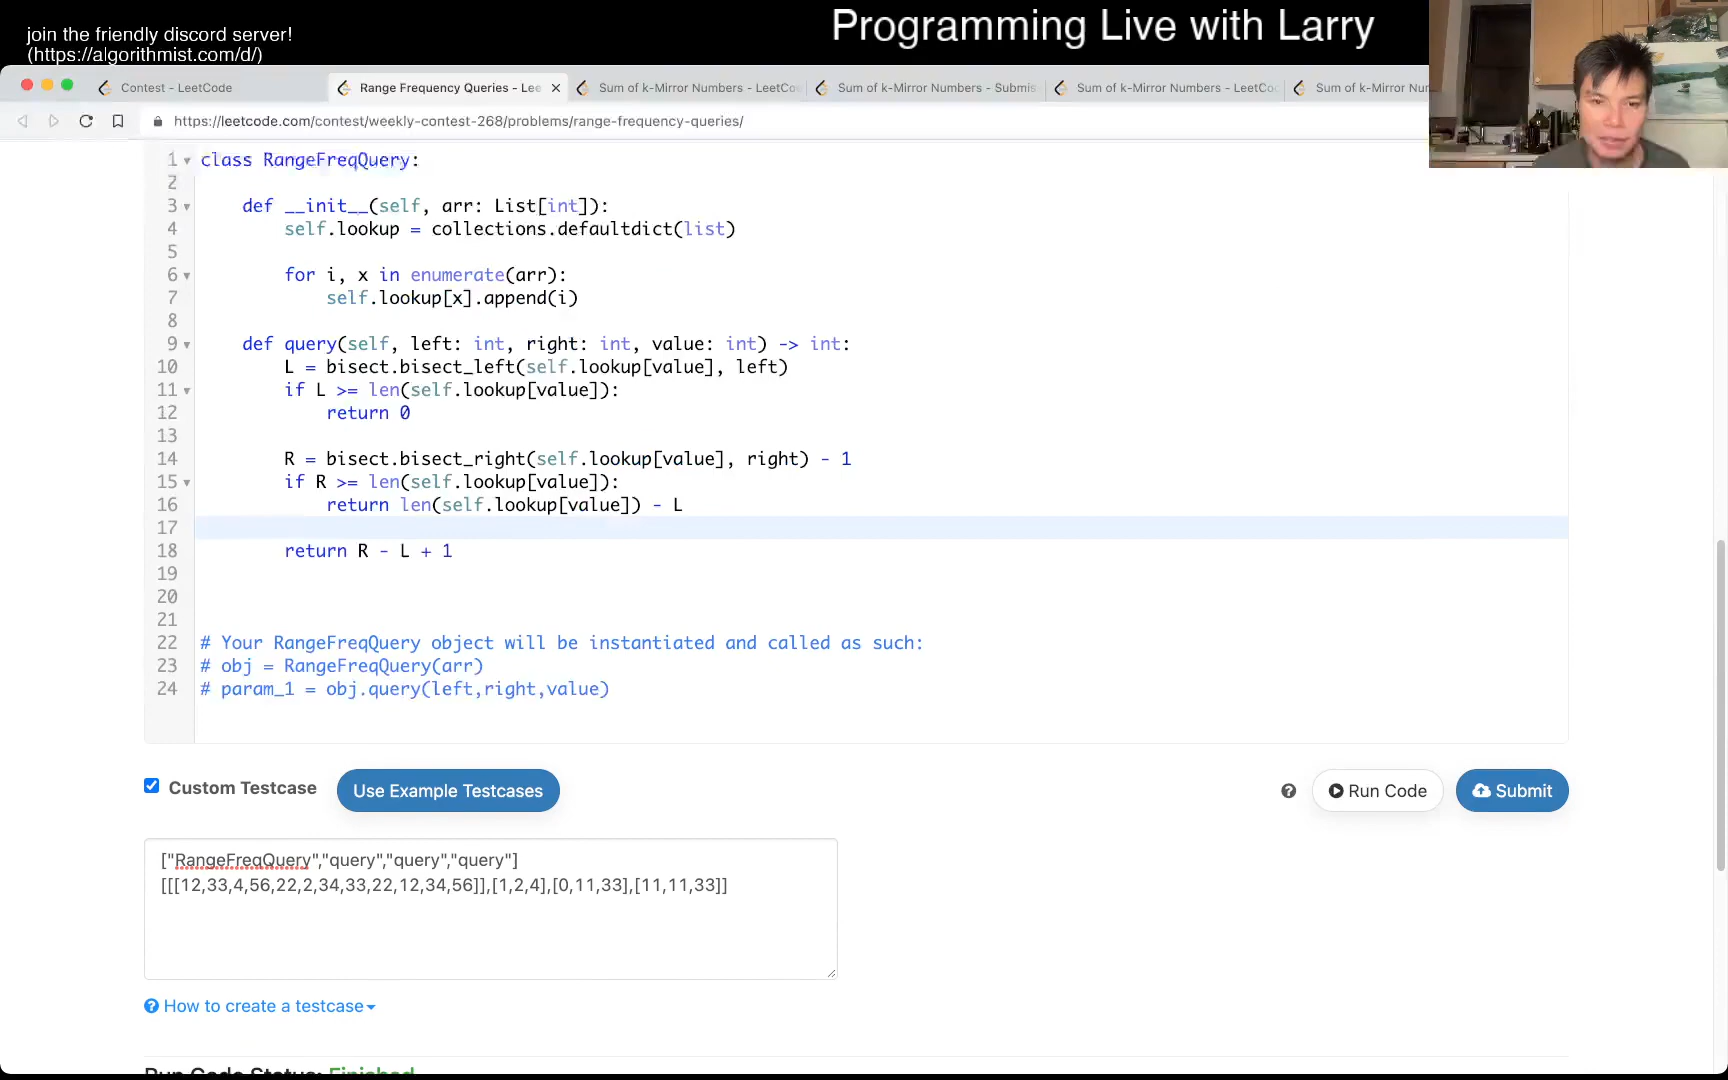 join the friendly discord server!
(https://algorithmist.com/d/)
Programming Live with Larry
Contest - LeetCode
Range Frequency Queries - Lee
Sum of k-Mirror Numbers - LeetCo
Sum of k-Mirror Numbers - Submis
Sum of k-Mirror Numbers - LeetCo
Sum of k-Mirror Nur
https://leetcode.com/contest/weekly-contest-268/problems/range-frequency-queries/
1 class RangeFreqQuery:
2
3 def __init__(self, arr: List[int]):
4 self.lookup = collections.defaultdict(list)
5
6 for i, x in enumerate(arr):
7 self.lookup[x].append(i)
8
9 def query(self, left: int, right: int, value: int) -> int:
10 L = bisect.bisect_left(self.lookup[value], left)
11 if L >= len(self.lookup[value]):
12 return 0
13
14 R = bisect.bisect_right(self.lookup[value], right) - 1
15 if R >= len(self.lookup[value]):
16 return len(self.lookup[value]) - L
17
18 return R - L + 1
19
20
21
22 # Your RangeFreqQuery object will be instantiated and called as such:
23 # obj = RangeFreqQuery(arr)
24 # param_1 = obj.query(left,right,value)
Custom Testcase
Use Example Testcases
Run Code
Submit
["RangeFreqQuery","query","query","query"]
[[[12,33,4,56,22,2,34,33,22,12,34,56]],[1,2,4],[0,11,33],[11,11,33]]
How to create a testcase
Run Code Status: Finished